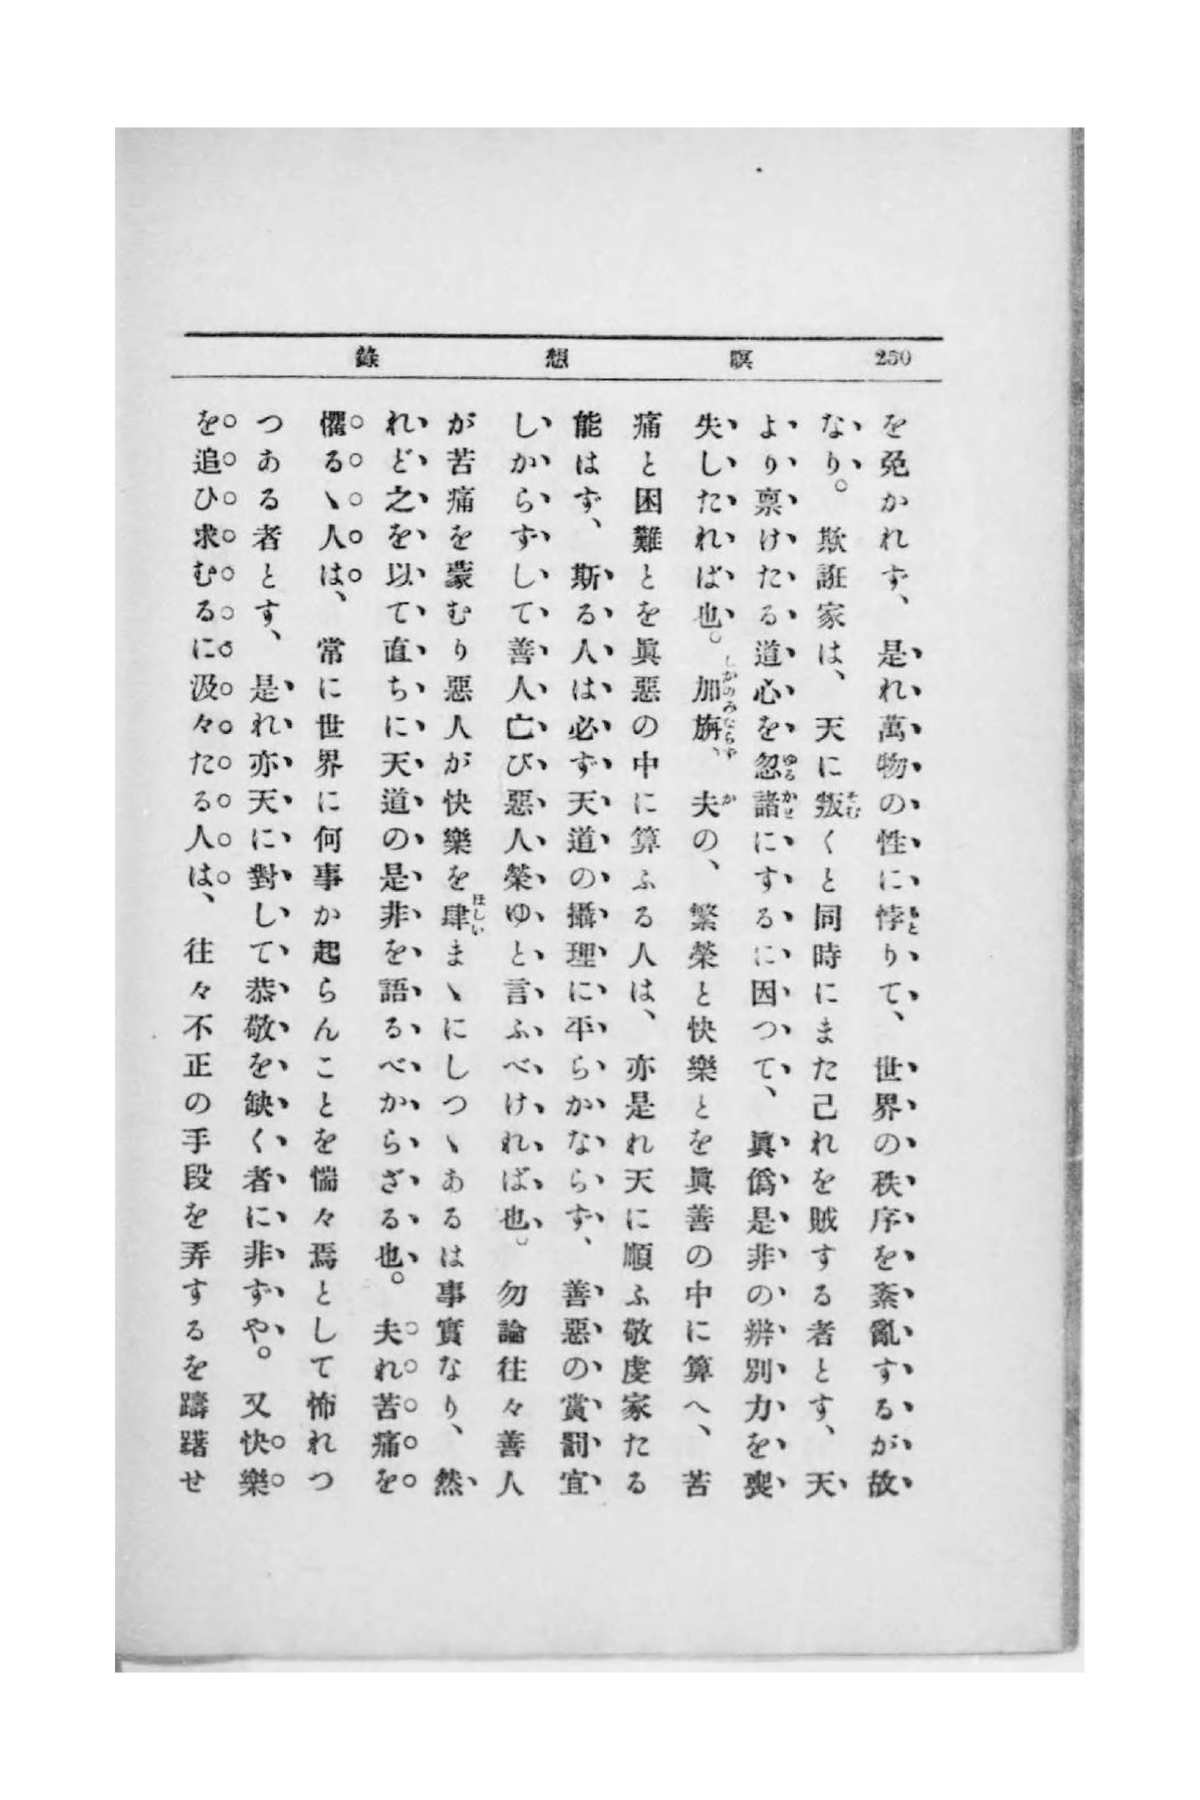 250 瞑想錄
を免かれず、是れ萬物の性に悖りて、世界の秩序を紊亂するが故
なり。欺誑家は、天に叛くと同時にまた己れを賊する者とす、天
より禀けたる道心を忽諸にするに因つて、眞僞是非の辨別力を喪
失したれば也。加旃、夫の、繁榮と快樂とを眞善の中に算へ、苦
痛と困難とを眞惡の中に算ふる人は、亦是れ天に順ふ敬虔家たる
能はず、斯る人は必ず天道の攝理に平らかならず、善惡の賞罰宜
しからずして善人亡び惡人榮ゆと言ふべければ也。勿論往々善人
が苦痛を蒙むり惡人が快樂を肆まゝにしつゝあるは事實なり、然
れど之を以て直ちに天道の是非を語るべからざる也。夫れ苦痛を
懼るゝ人は、常に世界に何事か起らんことを惴々焉として怖れつ
つある者とす、是れ亦天に對して恭敬を缺く者に非ずや。又快樂
を追ひ求むるに汲々たる人は、往々不正の手段を弄するを躊躇せ